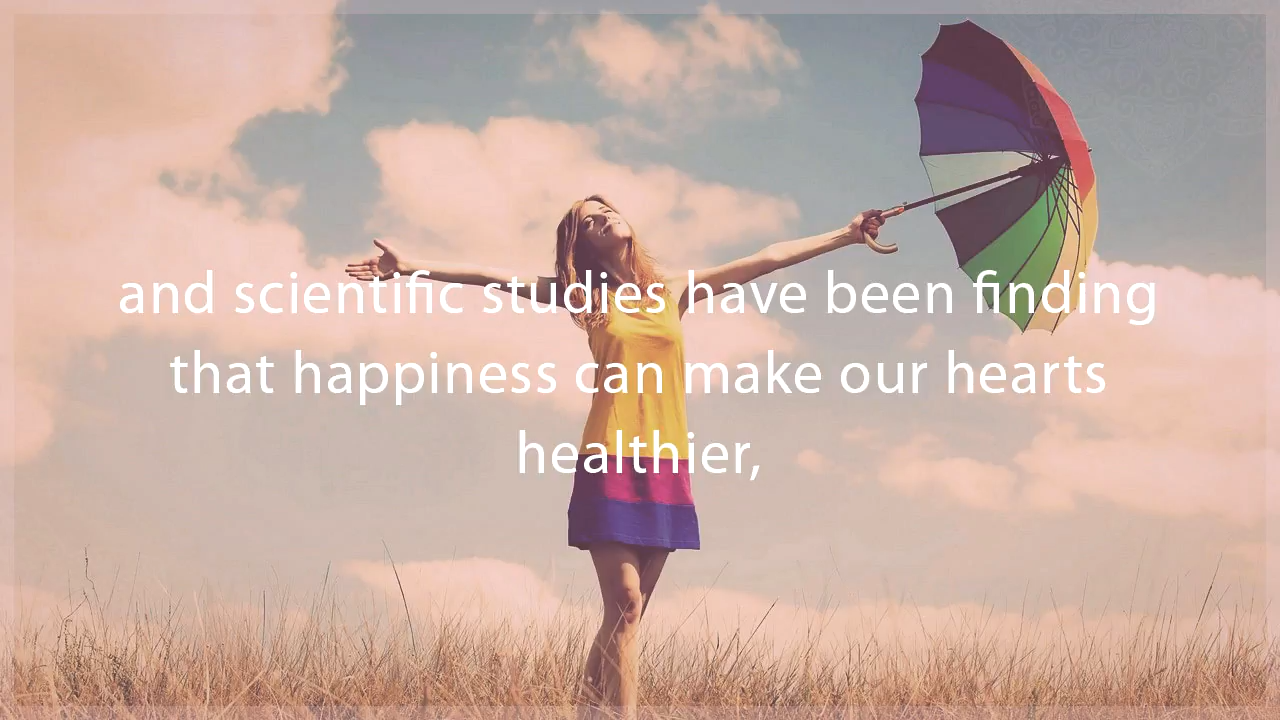 and scientific studies have been finding
that happiness can make our hearts
healthier,